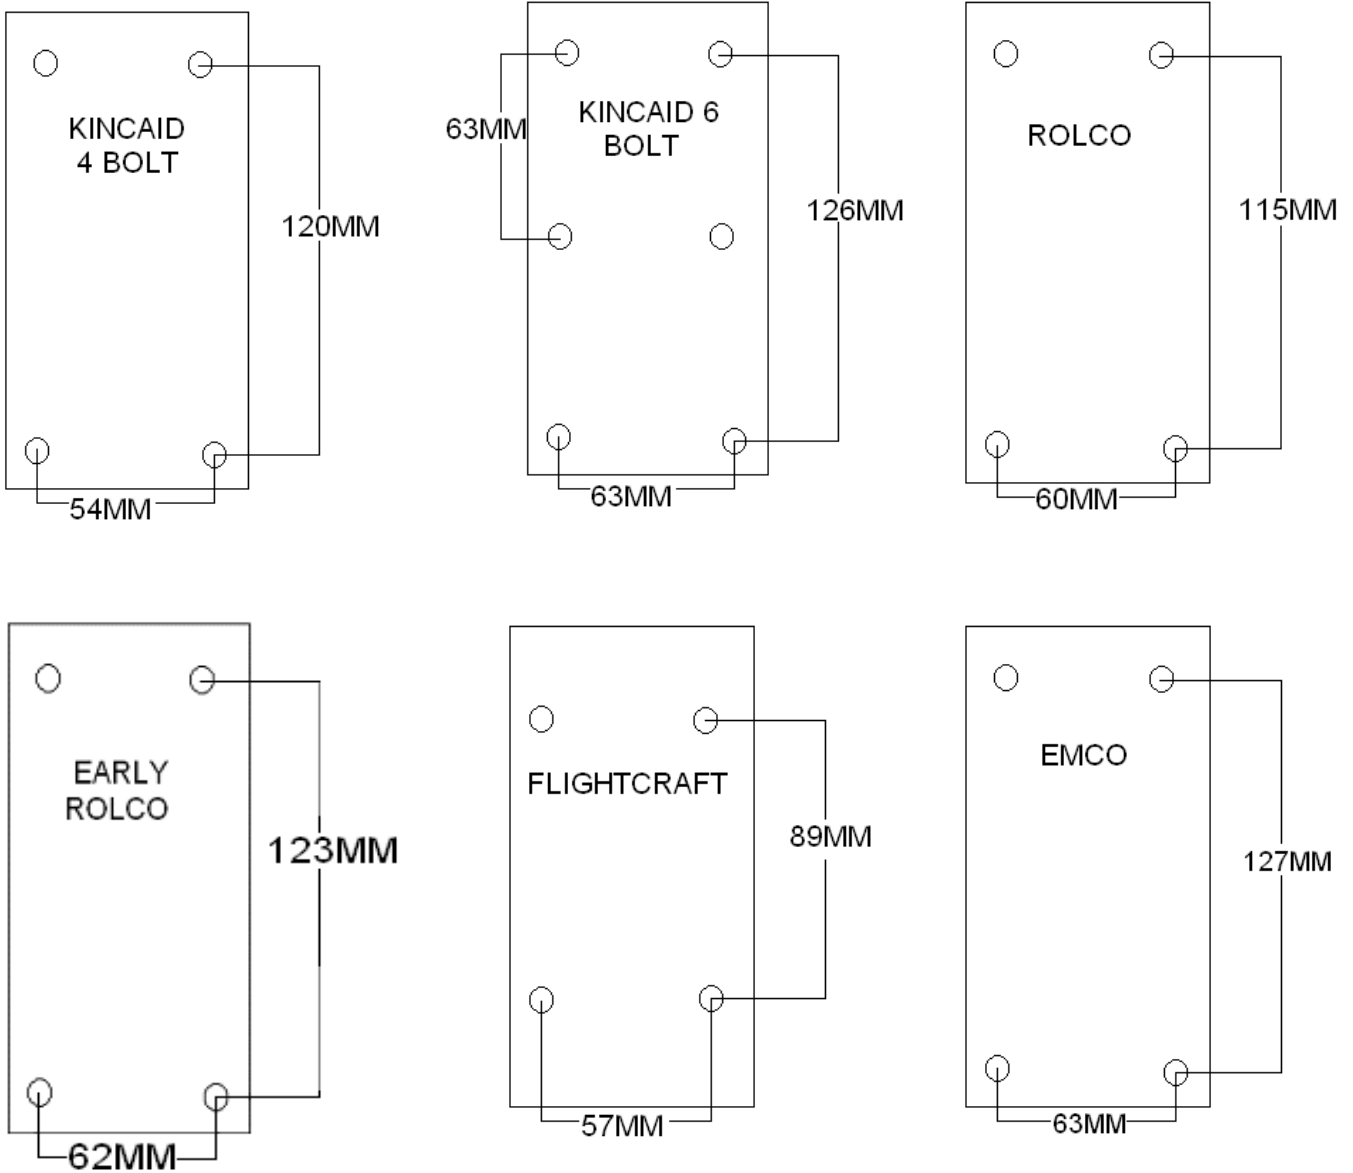 KINCAID
4 BOLT
120MM
54MM
63MM
KINCAID 6
BOLT
126MM
63MM
ROLCO
115MM
60MM
EARLY
ROLCO
123MM
62MM
FLIGHTCRAFT
89MM
57MM
EMCO
127MM
63MM